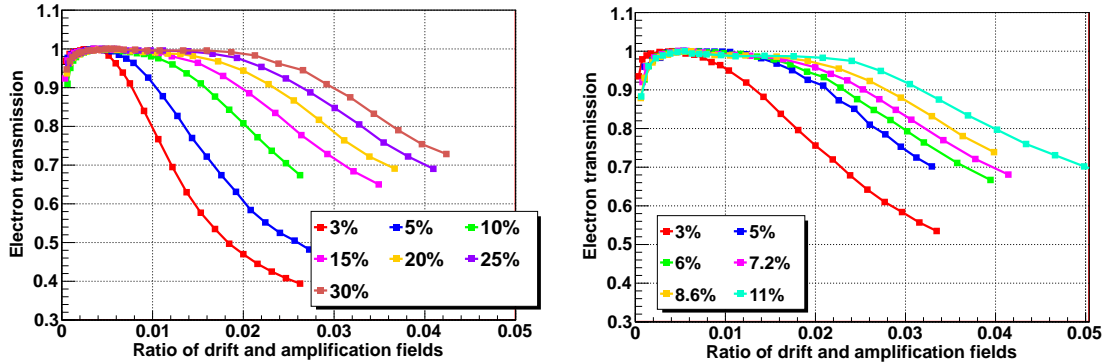 Electron transmission
1.1
1
0.9
0.8
0.7
0.6
0.5
0.4
0.3
3% 5% 10%
15% 20% 25%
30%
0 0.01 0.02 0.03 0.04 0.05
Ratio of drift and amplification fields
Electron transmission
1.1
1
0.9
0.8
0.7
0.6
0.5
0.4
0.3
3% 5%
6% 7.2%
8.6% 11%
0 0.01 0.02 0.03 0.04 0.05
Ratio of drift and amplification fields